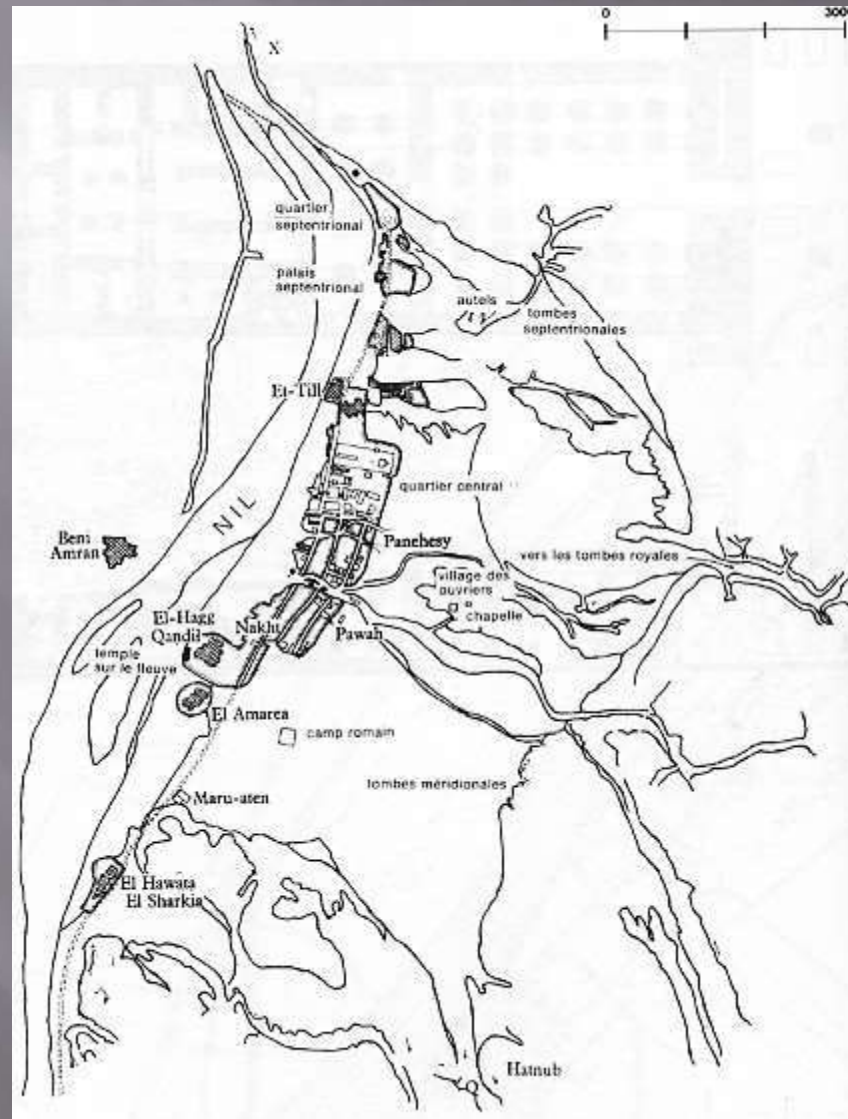 0 3000
X
quartier
septentrional
palais
septentrional
autels
tombes
septentrionales
Et-Till
NIL
quartier central
Beni
Amran
Panehesy
vers les tombes royales
village des
ouvriers
chapelle
El-Hagg
Qandil
Nakht
Pawah
temple
sur le fleuve
El Amarea
camp romain
tombes méridionales
Maru-aten
El Hawata
El Sharkia
Hatnub